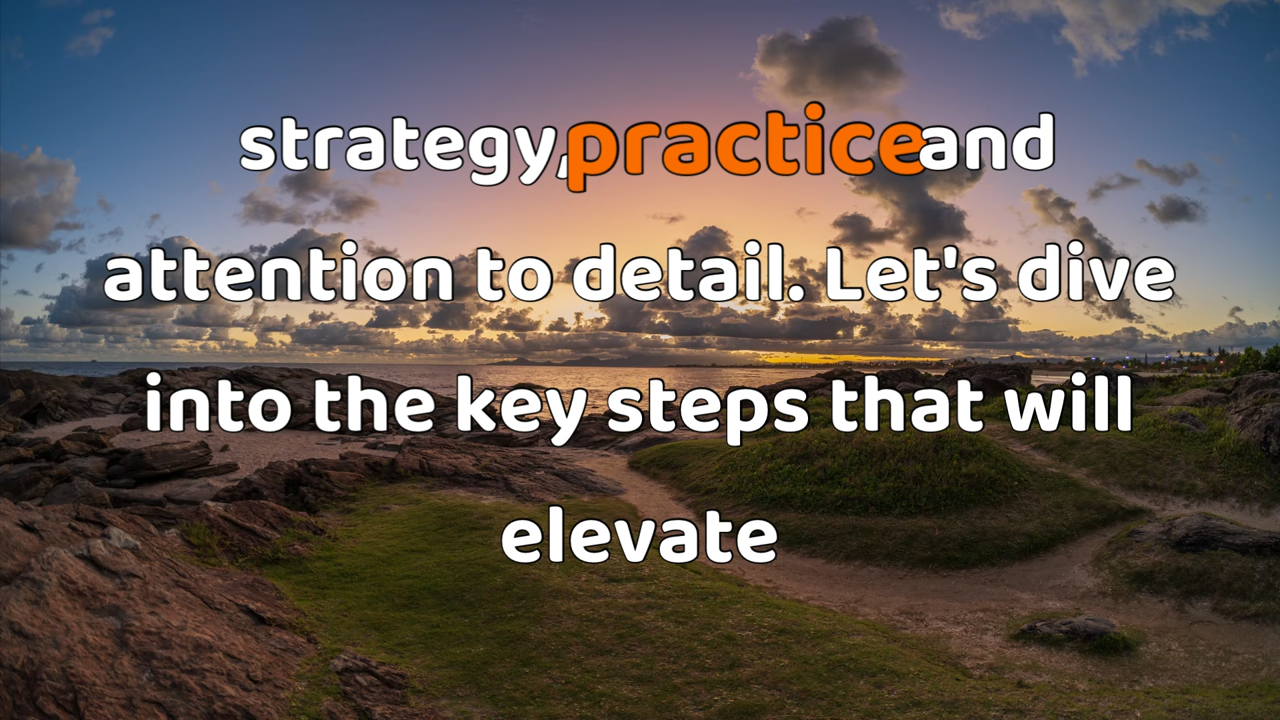 strategy, practice and
attention to detail. Let's dive
into the key steps that will
elevate